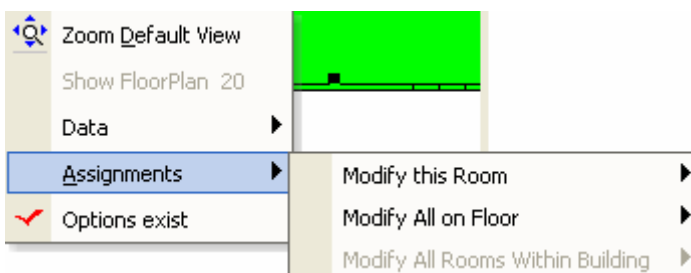 Zoom Default View
Show FloorPlan 20
Data
Assignments
Options exist
Modify this Room
Modify All on Floor
Modify All Rooms Within Building